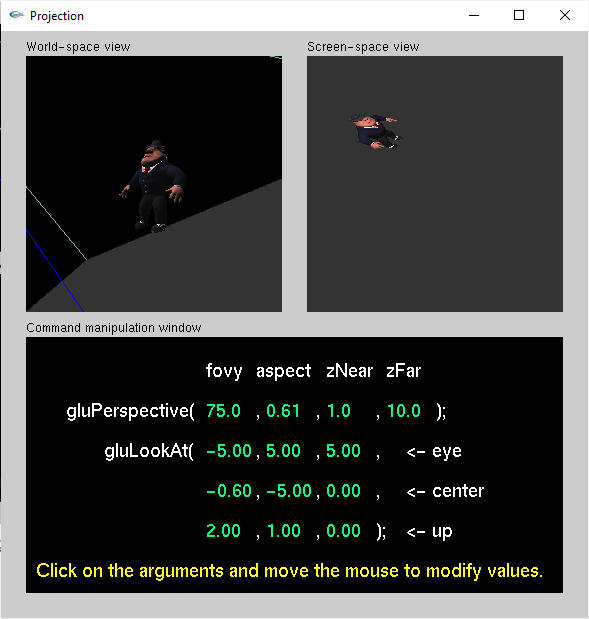 Projection
World-space view
Screen-space view
Command manipulation window
fovy aspect zNear zFar
gluPerspective( 75.0 , 0.61 , 1.0 , 10.0 );
gluLookAt( -5.00 , 5.00 , 5.00 , <- eye
-0.60 , -5.00 , 0.00 , <- center
2.00 , 1.00 , 0.00 ); <- up
Click on the arguments and move the mouse to modify values.